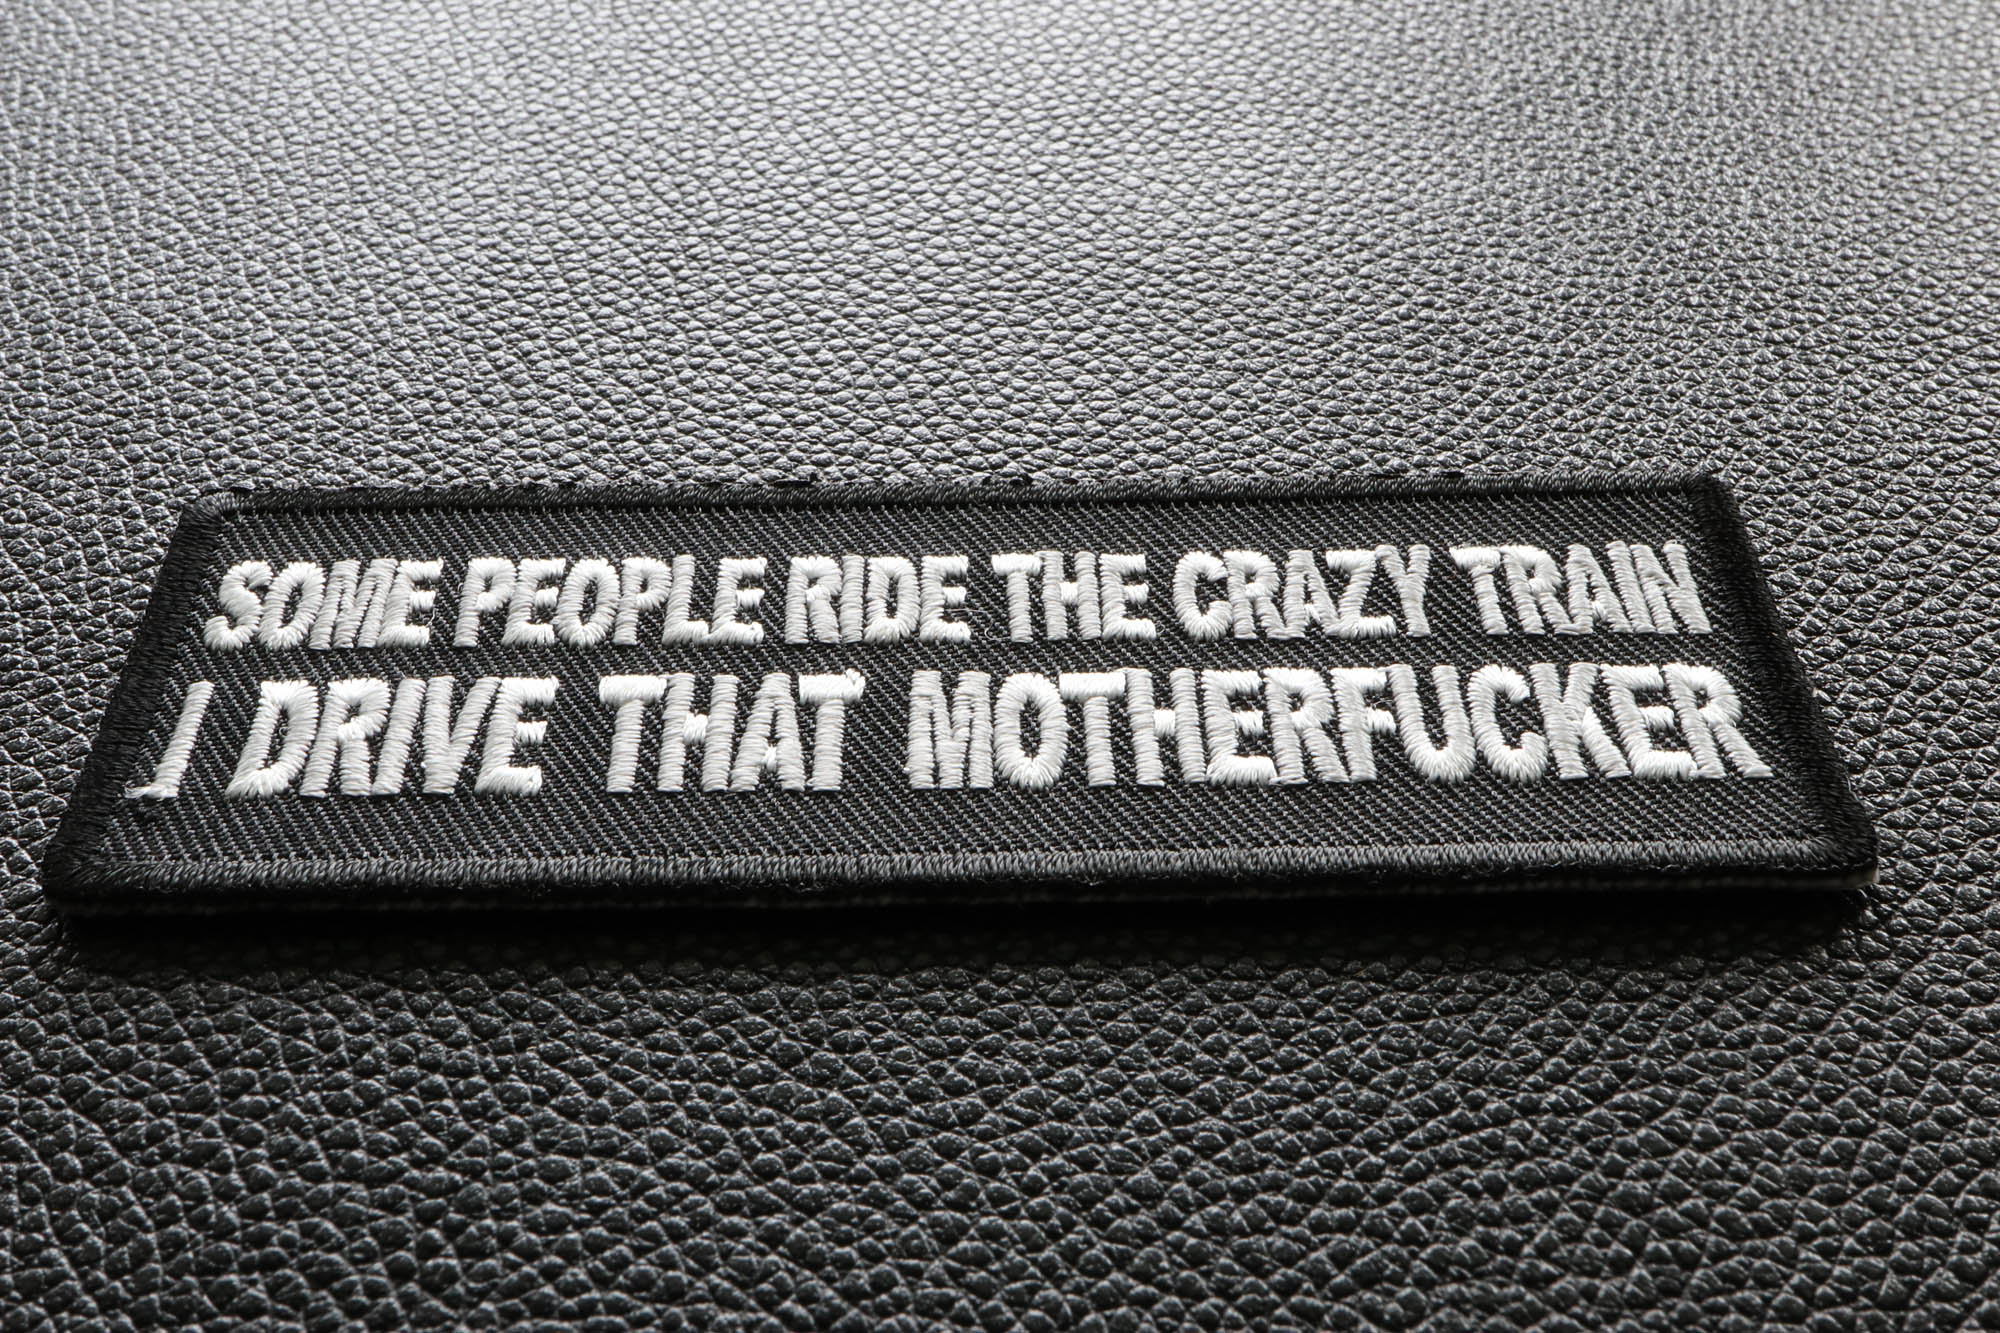 SOME PEOPLE RIDE THE CRAZY TRAIN
I DRIVE THAT MOTHERFUCKER